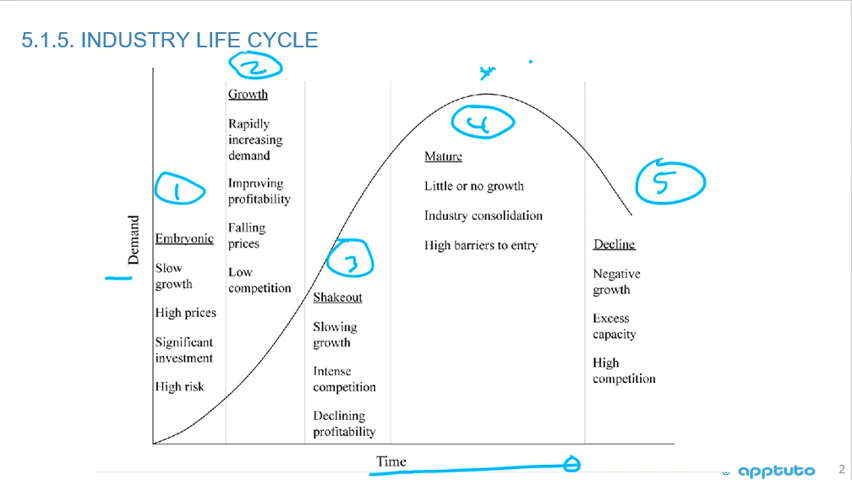 5.1.5. INDUSTRY LIFE CYCLE
Demand
1
Embryonic
Slow
growth
High prices
Significant
investment
High risk
2
Growth
Rapidly
increasing
demand
Improving
profitability
Falling
prices
Low
competition
3
Shakeout
Slowing
growth
Intense
competition
Declining
profitability
4
Mature
Little or no growth
Industry consolidation
High barriers to entry
5
Decline
Negative
growth
Excess
capacity
High
competition
Time
apptuto
2